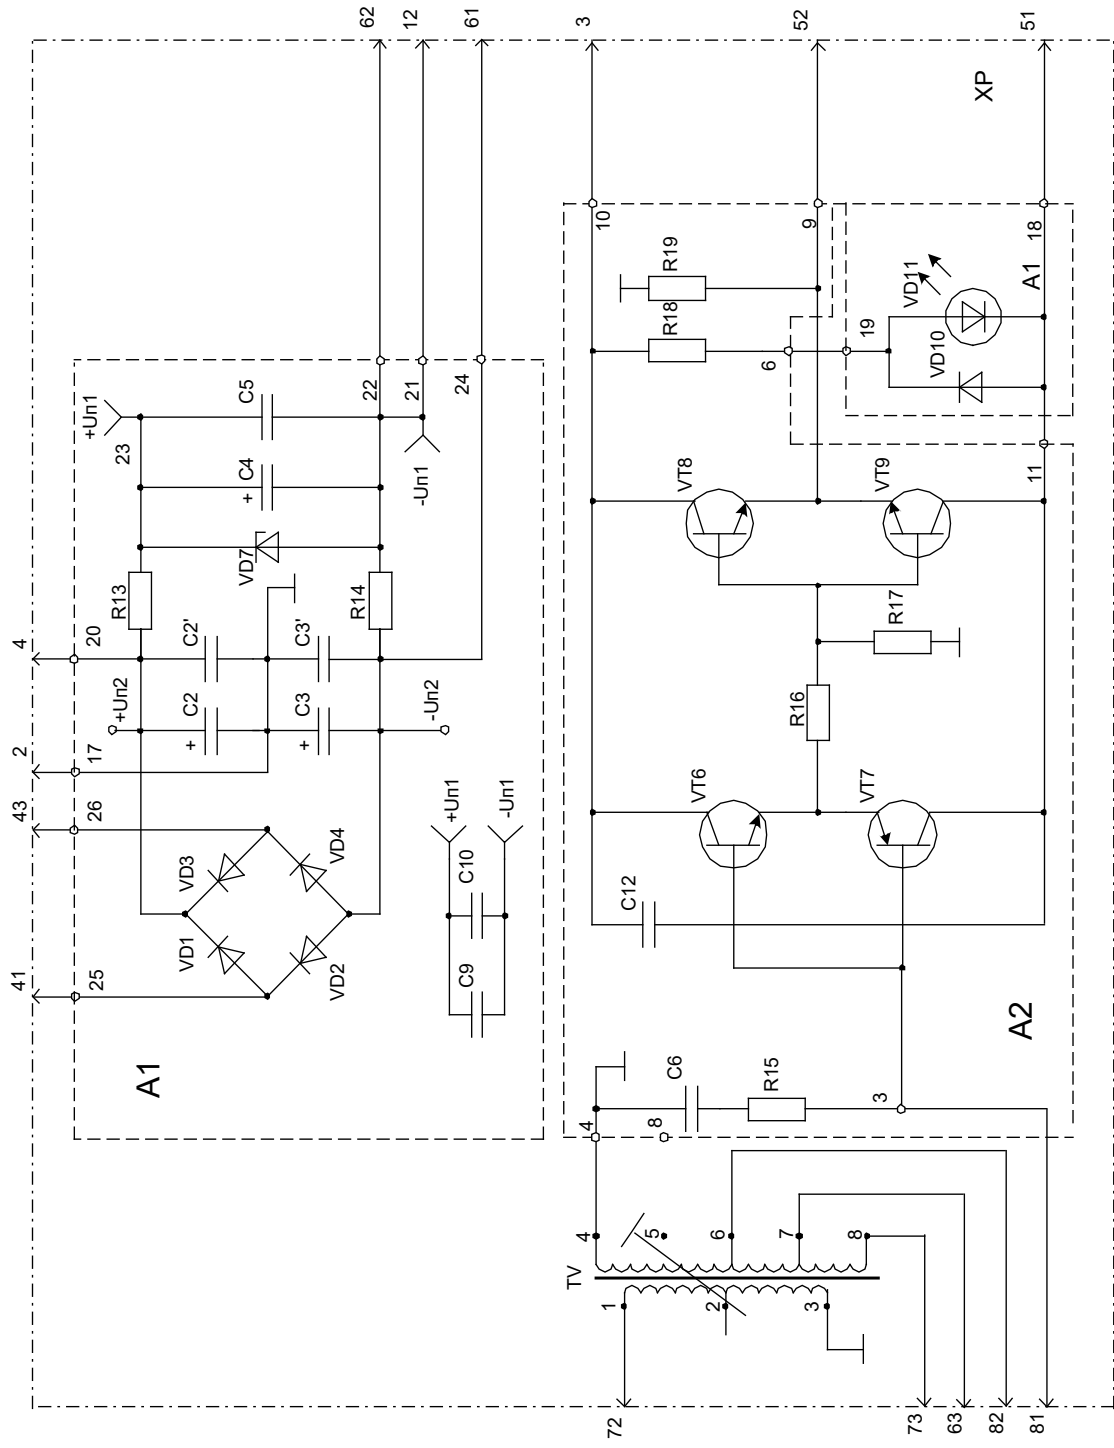 62
12
61
3
52
51
XP
4
2
43
41
20
17
26
25
+Uп1
23
C5
22
21
24
C4
+
-Uп1
VD7
R13
R14
C2'
C3'
+Uп2
C2
+
C3
+
-Uп2
VD3
VD4
VD1
VD2
+Uп1
-Uп1
C10
C9
A1
10
9
18
R19
R18
6
19
VD11
VD10
A1
11
VT8
VT9
R17
R16
VT6
VT7
C12
A2
C6
R15
3
4
8
4
5
6
7
8
TV
1
2
3
72
73
63
82
81